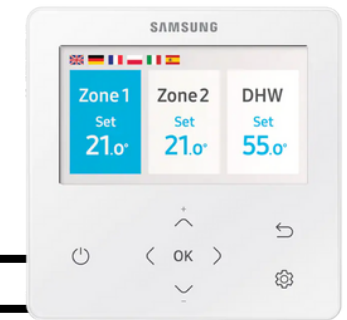 SAMSUNG
Zone 1 Zone 2 DHW
Set Set Set
21.0° 21.0° 55.0°
+
OK
−